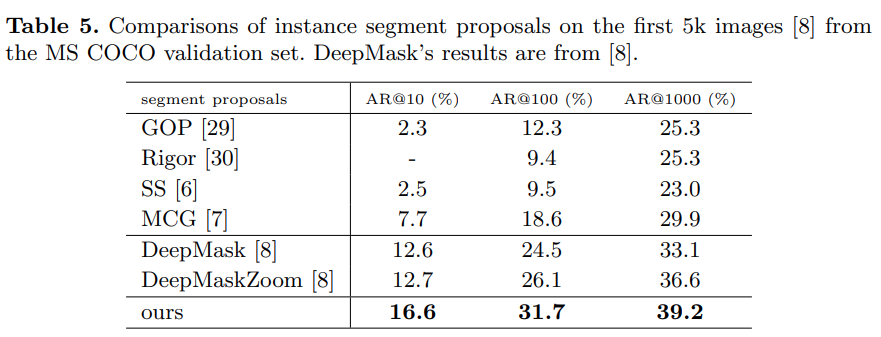 Table 5. Comparisons of instance segment proposals on the first 5k images [8] from
the MS COCO validation set. DeepMask's results are from [8].
segment proposals AR@10 (%) AR@100 (%) AR@1000 (%)
GOP [29] 2.3 12.3 25.3
Rigor [30] - 9.4 25.3
SS [6] 2.5 9.5 23.0
MCG [7] 7.7 18.6 29.9
DeepMask [8] 12.6 24.5 33.1
DeepMaskZoom [8] 12.7 26.1 36.6
ours 16.6 31.7 39.2